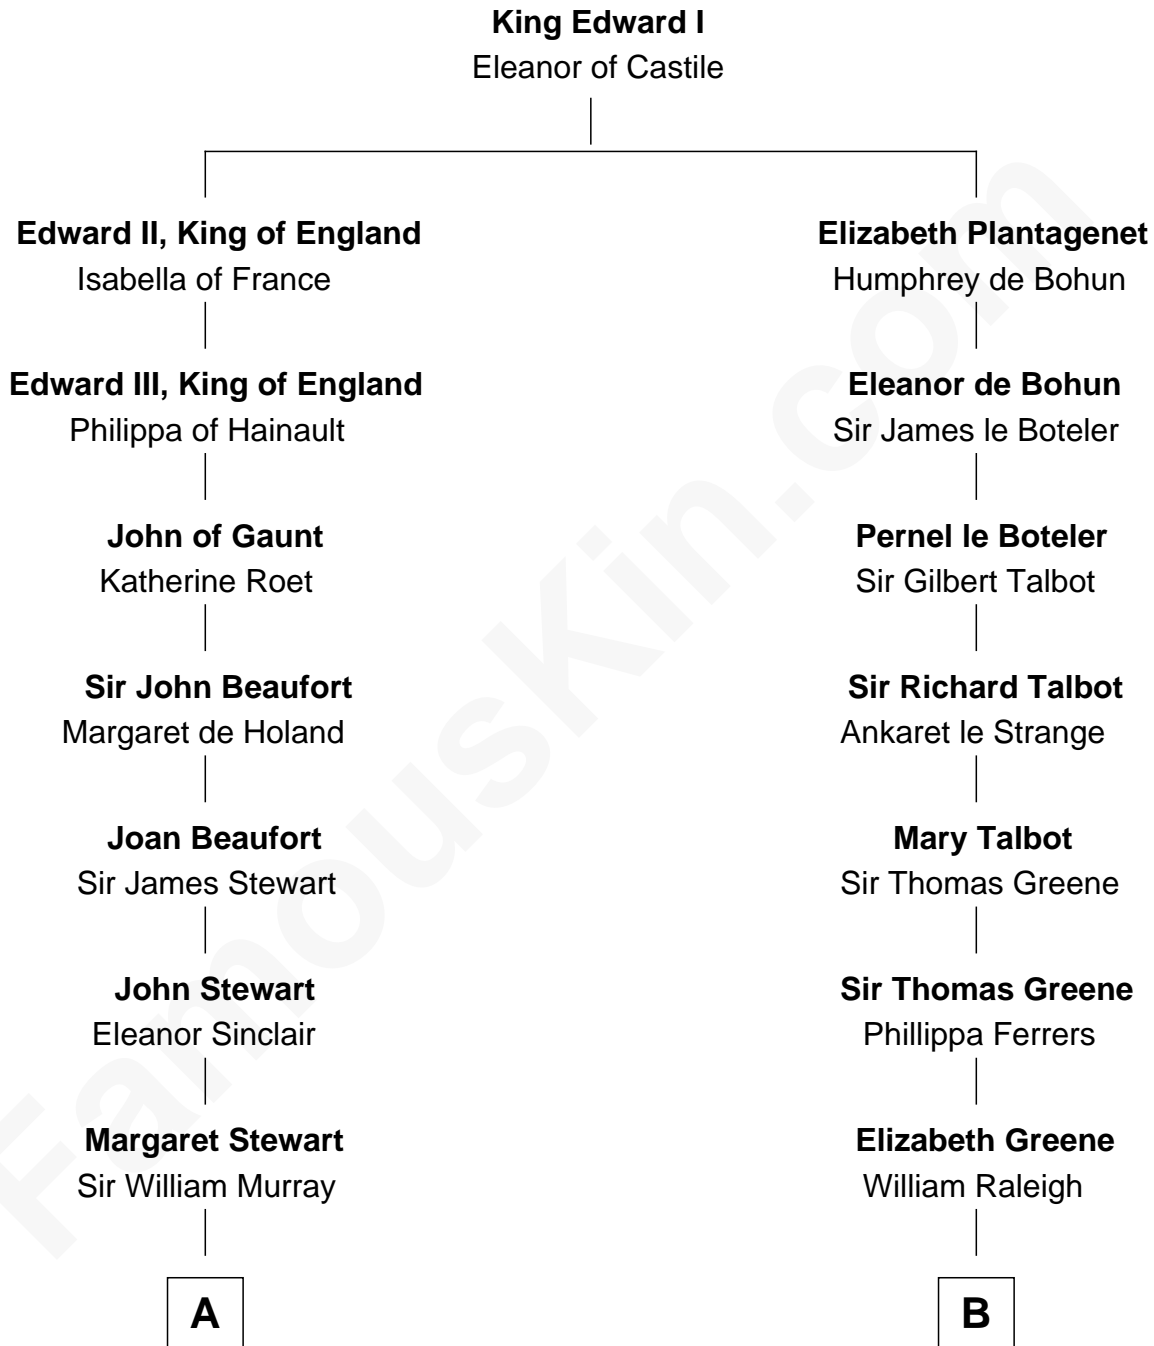 King Edward I
Eleanor of Castile
Edward II, King of England
Isabella of France
Elizabeth Plantagenet
Humphrey de Bohun
Edward III, King of England
Philippa of Hainault
Eleanor de Bohun
Sir James le Boteler
John of Gaunt
Katherine Roet
Pernel le Boteler
Sir Gilbert Talbot
Sir John Beaufort
Margaret de Holand
Sir Richard Talbot
Ankaret le Strange
Joan Beaufort
Sir James Stewart
Mary Talbot
Sir Thomas Greene
John Stewart
Eleanor Sinclair
Sir Thomas Greene
Phillippa Ferrers
Margaret Stewart
Sir William Murray
Elizabeth Greene
William Raleigh
A
B
FamousKin.com